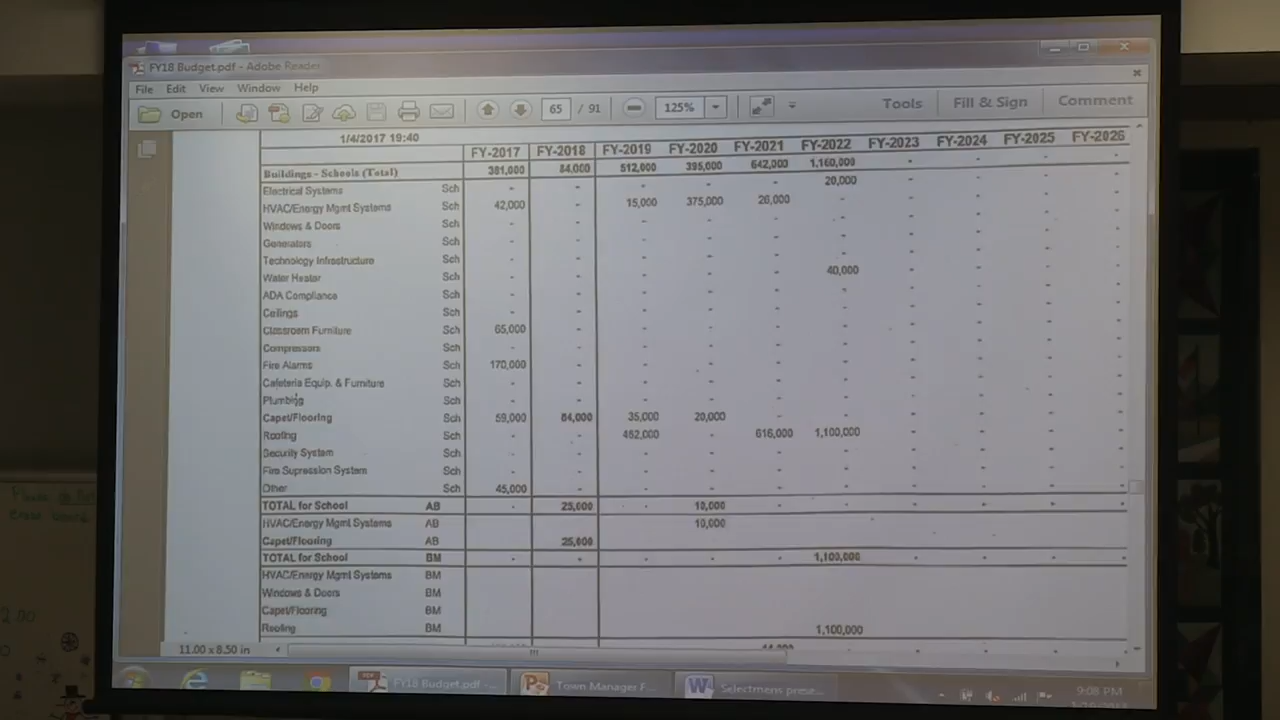 FY18 Budget.pdf - Adobe Reader
File Edit View Window Help
Open 65 / 91 125% Tools Fill & Sign Comment
1/4/2017 19:40
FY-2017 FY-2018 FY-2019 FY-2020 FY-2021 FY-2022 FY-2023 FY-2024 FY-2025 FY-2026
Buildings - Schools (Total) 381,000 84,000 512,000 395,000 642,000 1,160,000 - - - -
Electrical Systems Sch - - - - - 20,000 - - - -
HVAC/Energy Mgmt Systems Sch 42,000 - 15,000 375,000 26,000 - - - - -
Windows & Doors Sch - - - - - - - - - -
Generators Sch - - - - - - - - - -
Technology Infrastructure Sch - - - - - - - - - -
Water Heater Sch - - - - - 40,000 - - - -
ADA Compliance Sch - - - - - - - - - -
Ceilings Sch - - - - - - - - - -
Classroom Furniture Sch 65,000 - - - - - - - - -
Compressors Sch - - - - - - - - - -
Fire Alarms Sch 170,000 - - - - - - - - -
Cafeteria Equip. & Furniture Sch - - - - - - - - - -
Plumbing Sch - - - - - - - - - -
Capet/Flooring Sch 59,000 84,000 35,000 20,000 - - - - - -
Roofing Sch - - 462,000 - 616,000 1,100,000 - - - -
Security System Sch - - - - - - - - - -
Fire Supression System Sch - - - - - - - - - -
Other Sch 45,000 - - - - - - - - -
TOTAL for School AB - 25,000 - 10,000 - - - - - -
HVAC/Energy Mgmt Systems AB 10,000
Capet/Flooring AB 25,000
TOTAL for School BM - - - - - 1,100,000 - - - -
HVAC/Energy Mgmt Systems BM
Windows & Doors BM
Capet/Flooring BM
Roofing BM 1,100,000
11.00 x 8.50 in
FY18 Budget.pdf -... Town Manager F... Selectmens prese... 9:08 PM